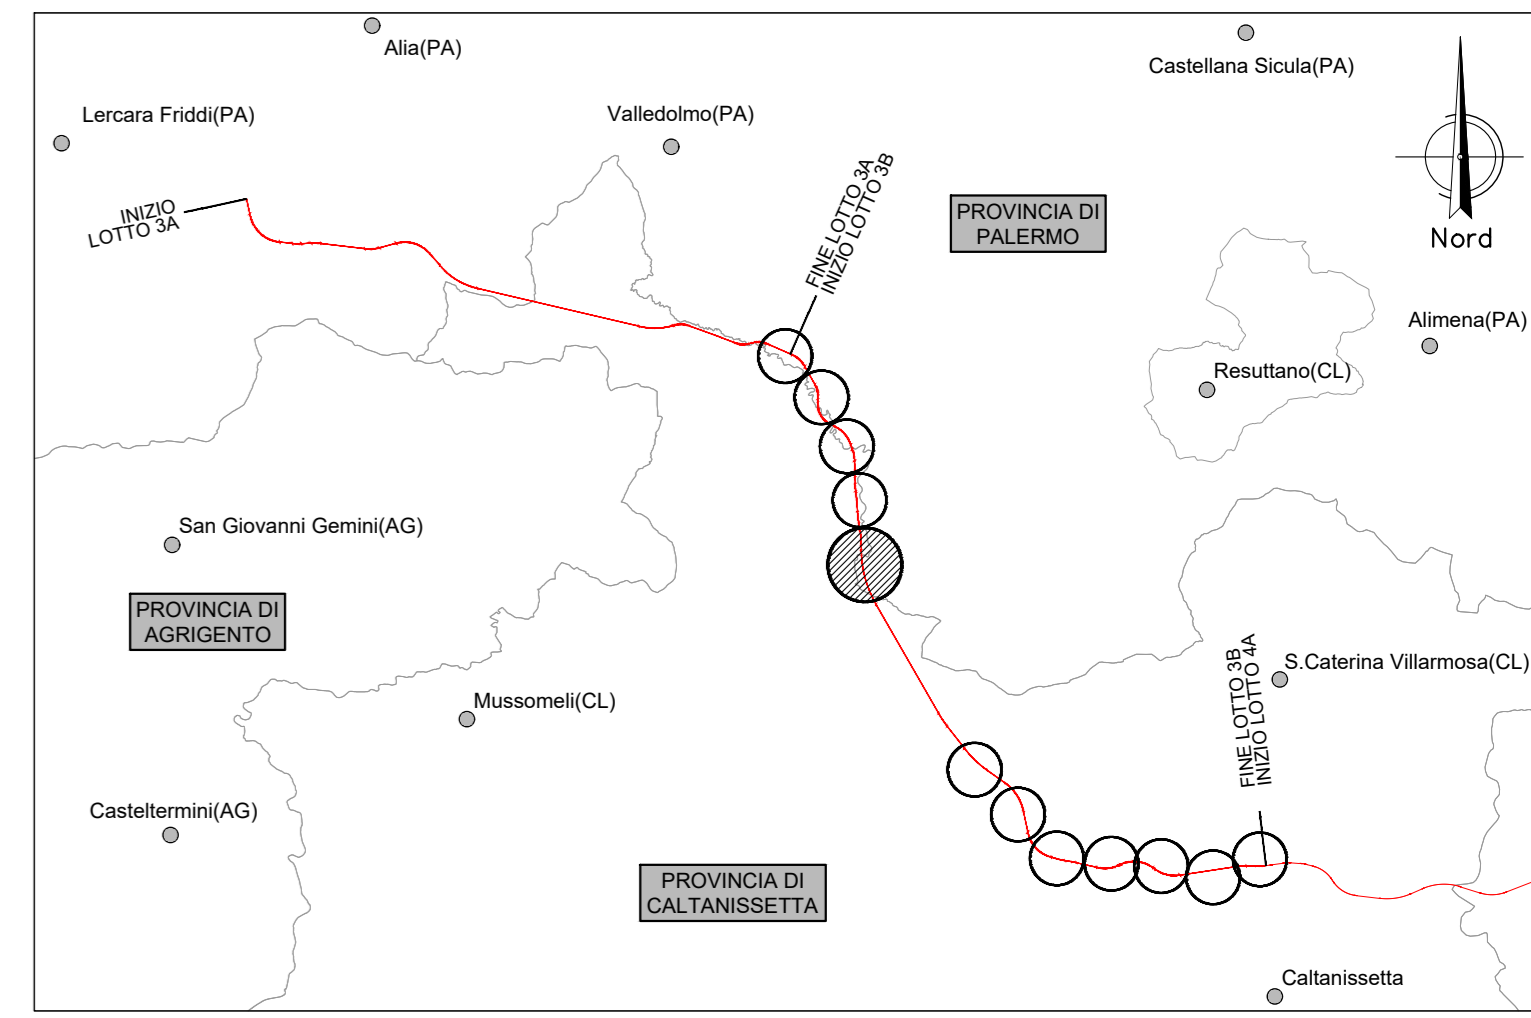 Alia(PA)
Castellana Sicula(PA)
Lercara Friddi(PA)
Valledolmo(PA)
INIZIO
LOTTO 3A
FINE LOTTO 3A
INIZIO LOTTO 3B
PROVINCIA DI
PALERMO
Nord
Alimena(PA)
Resuttano(CL)
San Giovanni Gemini(AG)
PROVINCIA DI
AGRIGENTO
Mussomeli(CL)
S.Caterina Villarmosa(CL)
FINE LOTTO 3B
INIZIO LOTTO 4A
Casteltermini(AG)
PROVINCIA DI
CALTANISSETTA
Caltanissetta